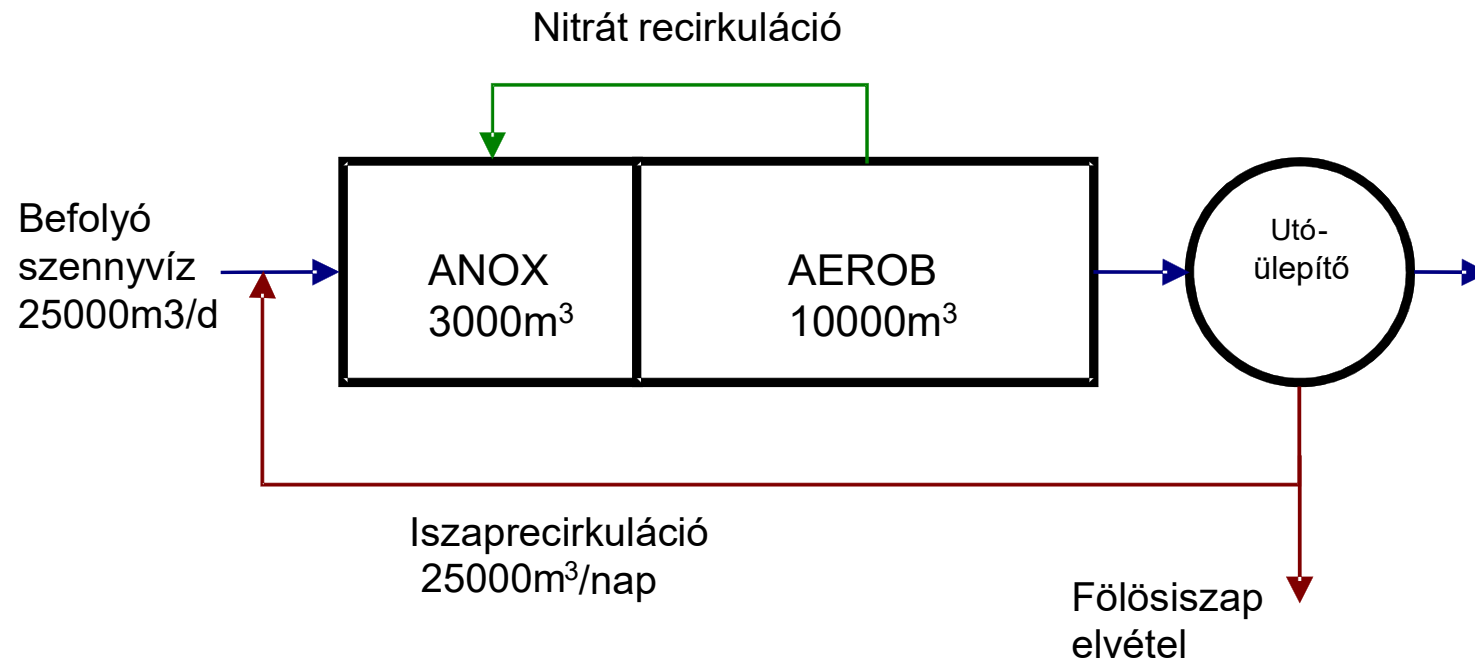 Nitrát recirkuláció
Befolyó
szennyvíz
25000m3/d
ANOX
3000m³
AEROB
10000m³
Utó-
ülepítő
Iszaprecirkuláció
25000m³/nap
Fölösiszap
elvétel